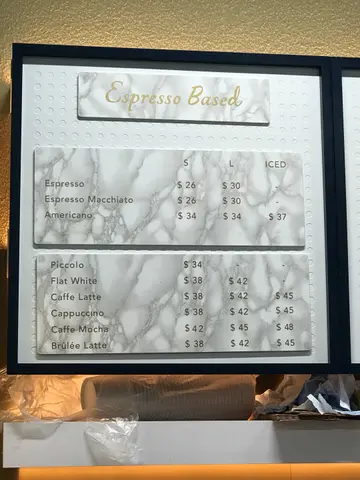 Espresso Based
S L ICED
Espresso $ 26 $ 30 -
Espresso Macchiato $ 26 $ 30 -
Americano $ 34 $ 34 $ 37
Piccolo $ 34 - -
Flat White $ 38 $ 42 -
Caffe Latte $ 38 $ 42 $ 45
Cappuccino $ 38 $ 42 $ 45
Caffe Mocha $ 42 $ 45 $ 48
Brûlée Latte $ 38 $ 42 $ 45